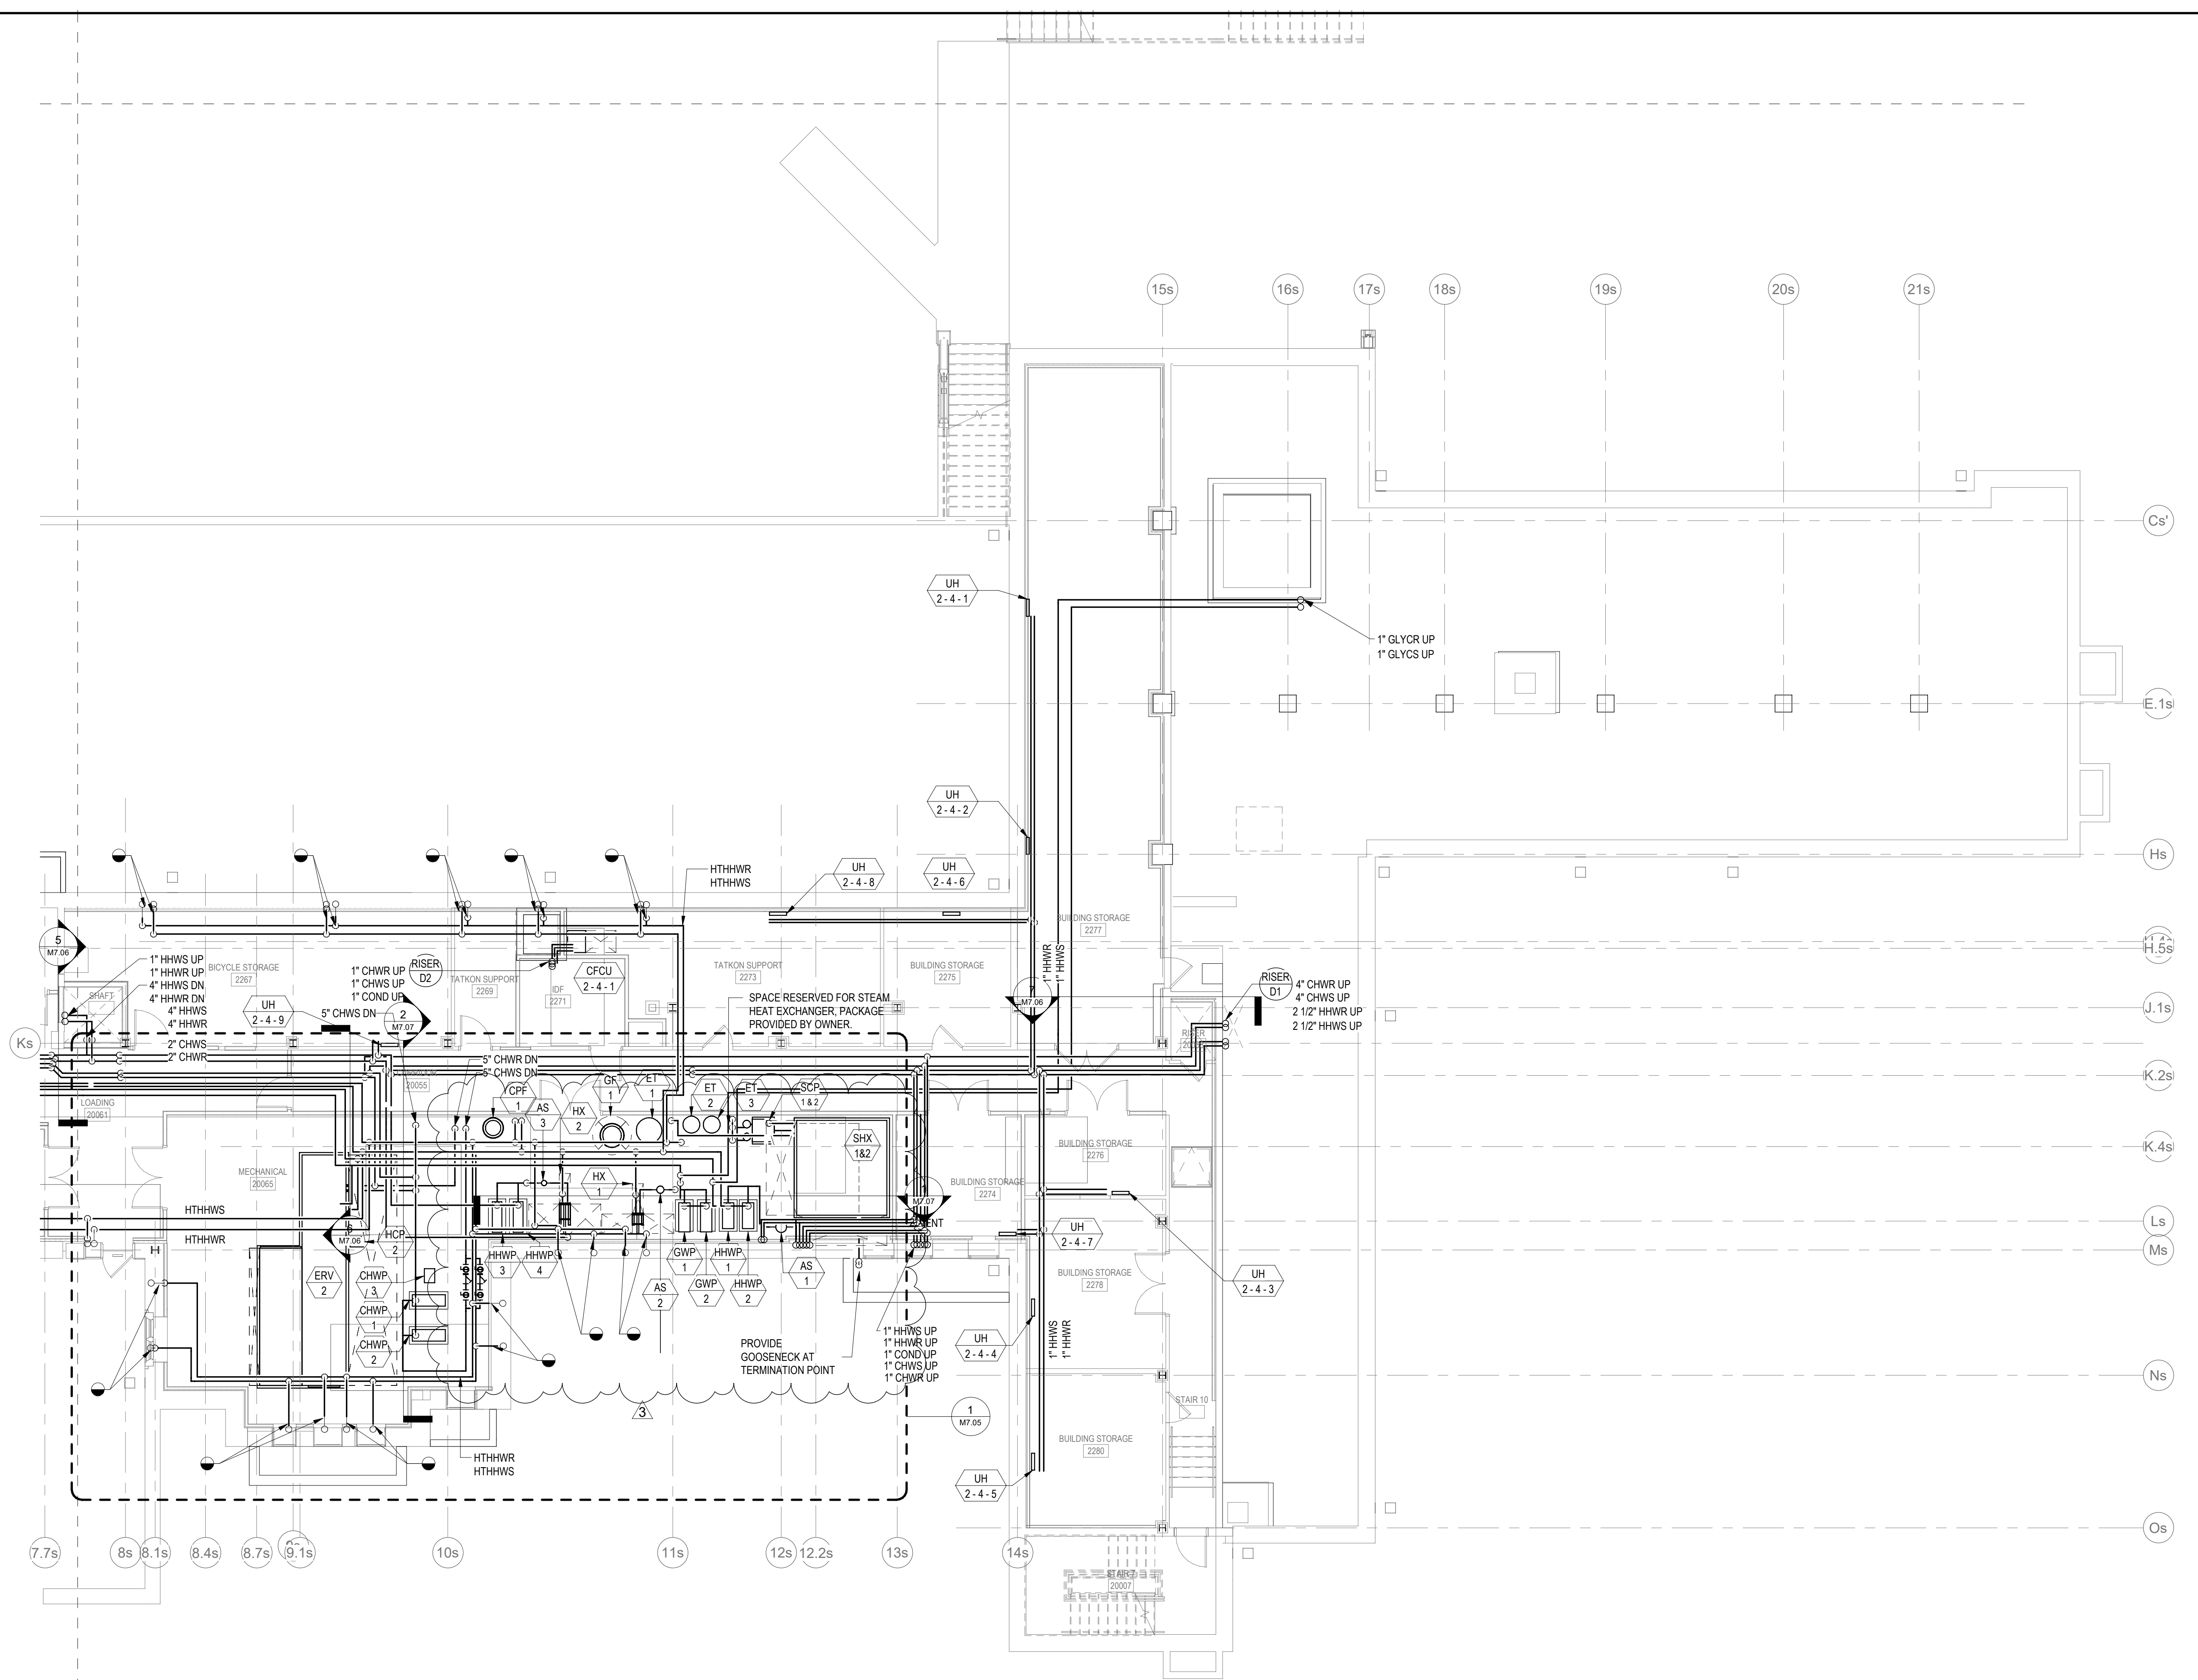 15s
16s
17s
18s
19s
20s
21s
Cs'
UH
2 - 4 - 1
1" GLYCR UP
1" GLYCS UP
E.1s
UH
2 - 4 - 2
Hs
HTHHWR
HTHHWS
UH
2 - 4 - 8
UH
2 - 4 - 6
BUILDING STORAGE
2277
H.5s
5
M7.06
1" HHWS UP
1" HHWR UP
4" HHWS DN
4" HHWR DN
4" HHWS
4" HHWR
BICYCLE STORAGE
2267
SHAFT
1" CHWR UP
1" CHWS UP
1" COND UP
RISER
D2
TATKON SUPPORT
2269
IDF
2271
CFCU
2 - 4 - 1
TATKON SUPPORT
2273
BUILDING STORAGE
2275
1" HHWR
1" HHWS
SPACE RESERVED FOR STEAM
HEAT EXCHANGER, PACKAGE
PROVIDED BY OWNER.
7
M7.06
RISER
D1
4" CHWR UP
4" CHWS UP
2 1/2" HHWR UP
2 1/2" HHWS UP
J.1s
UH
2 - 4 - 9
5" CHWS DN
2
M7.07
RISER
Ks
2" CHWS
2" CHWR
5" CHWR DN
5" CHWS DN
20055
K.2s
LOADING
20061
CPF
1
AS
3
HX
2
GF
1
ET
1
ET
2
ET
3
SCP
1 & 2
SHX
1&2
BUILDING STORAGE
2276
K.4s
MECHANICAL
20065
HX
1
BUILDING STORAGE
2274
M7.07
HTHHWS
HTHHWR
Ls
Ms
6
M7.06
HCP
2
HHWP
3
HHWP
4
GWP
1
HHWP
1
UH
2 - 4 - 7
ERV
2
CHWP
3
AS
2
GWP
2
HHWP
2
AS
1
BUILDING STORAGE
2278
UH
2 - 4 - 3
CHWP
1
CHWP
2
PROVIDE
GOOSENECK AT
TERMINATION POINT
1" HHWS UP
1" HHWR UP
1" COND UP
1" CHWS UP
1" CHWR UP
UH
2 - 4 - 4
1" HHWS
1" HHWR
Ns
3
1
M7.05
STAIR 10
BUILDING STORAGE
2280
HTHHWR
HTHHWS
UH
2 - 4 - 5
Os
7.7s
8s
8.1s
8.4s
8.7s
9.1s
10s
11s
12s
12.2s
13s
14s
STAIR 7
20007